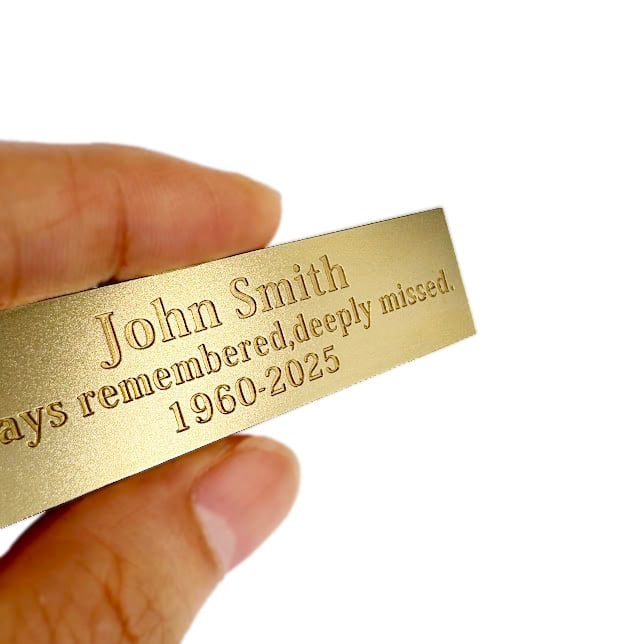 John Smith
ays remembered,deeply missed.
1960-2025